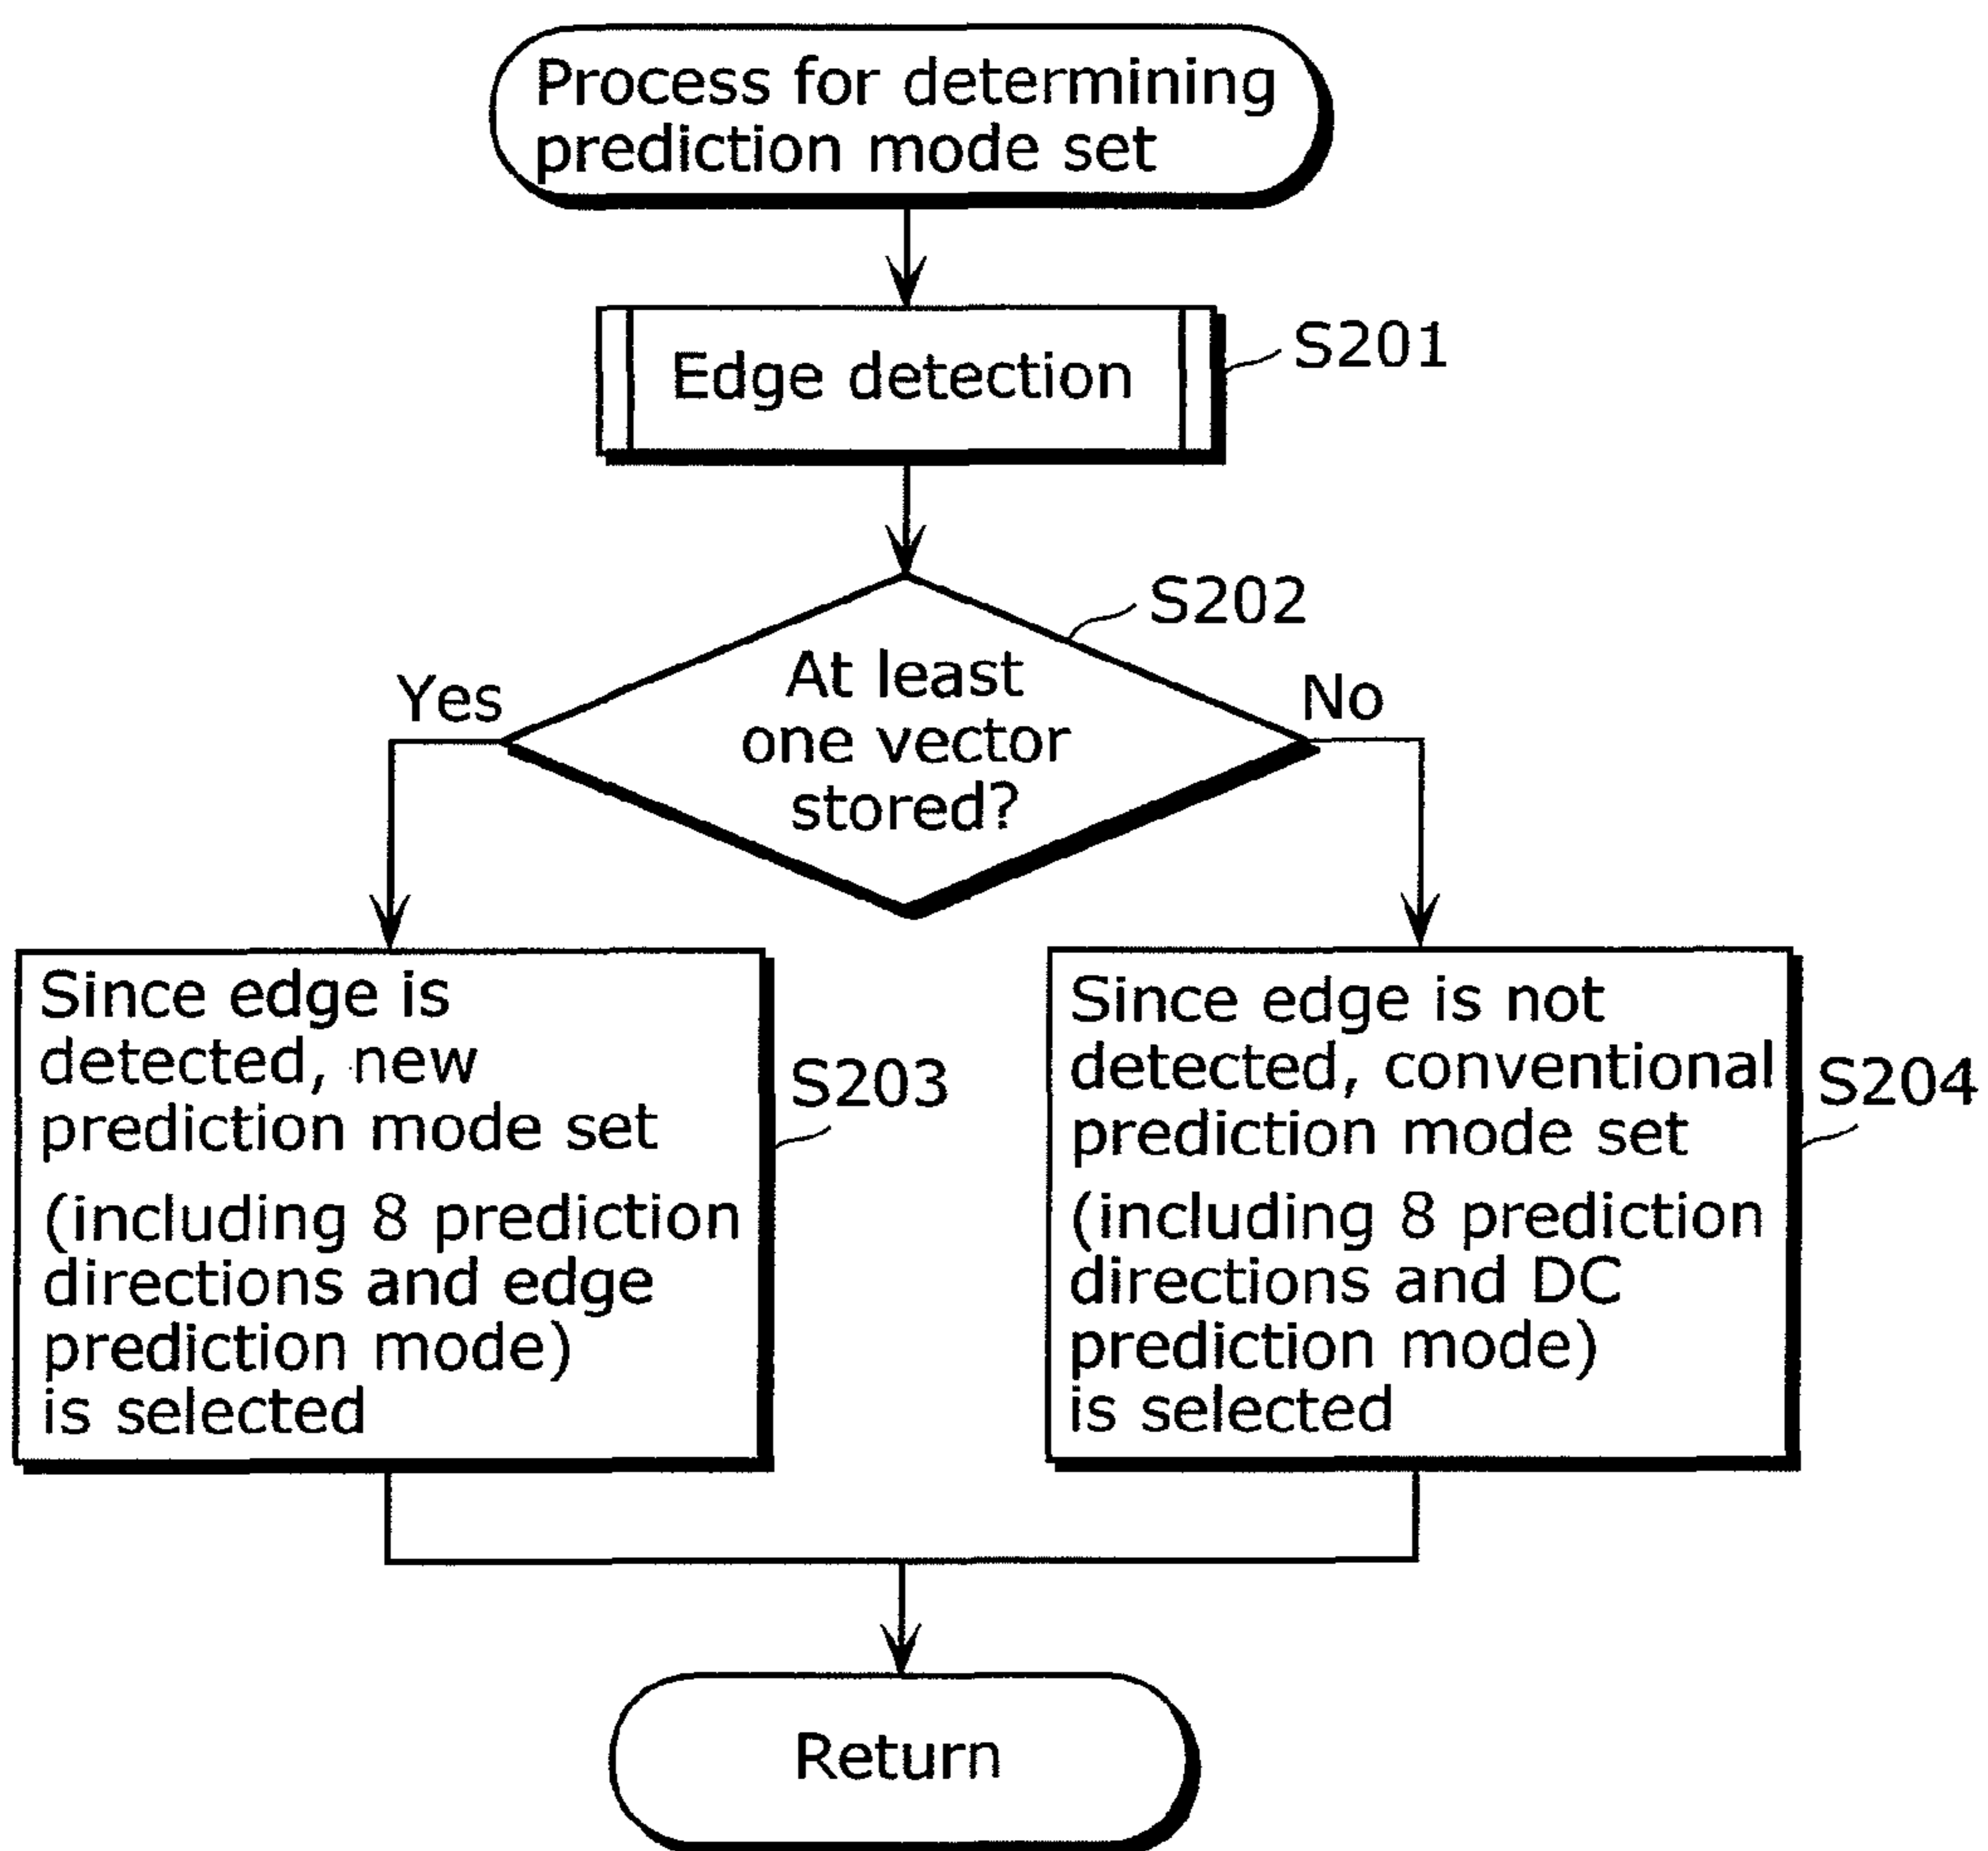 Process for determining
prediction mode set
Edge detection
S201
S202
At least
one vector
stored?
Yes
No
Since edge is
detected, new
prediction mode set
(including 8 prediction
directions and edge
prediction mode)
is selected
S203
Since edge is not
detected, conventional
prediction mode set
(including 8 prediction
directions and DC
prediction mode)
is selected
S204
Return